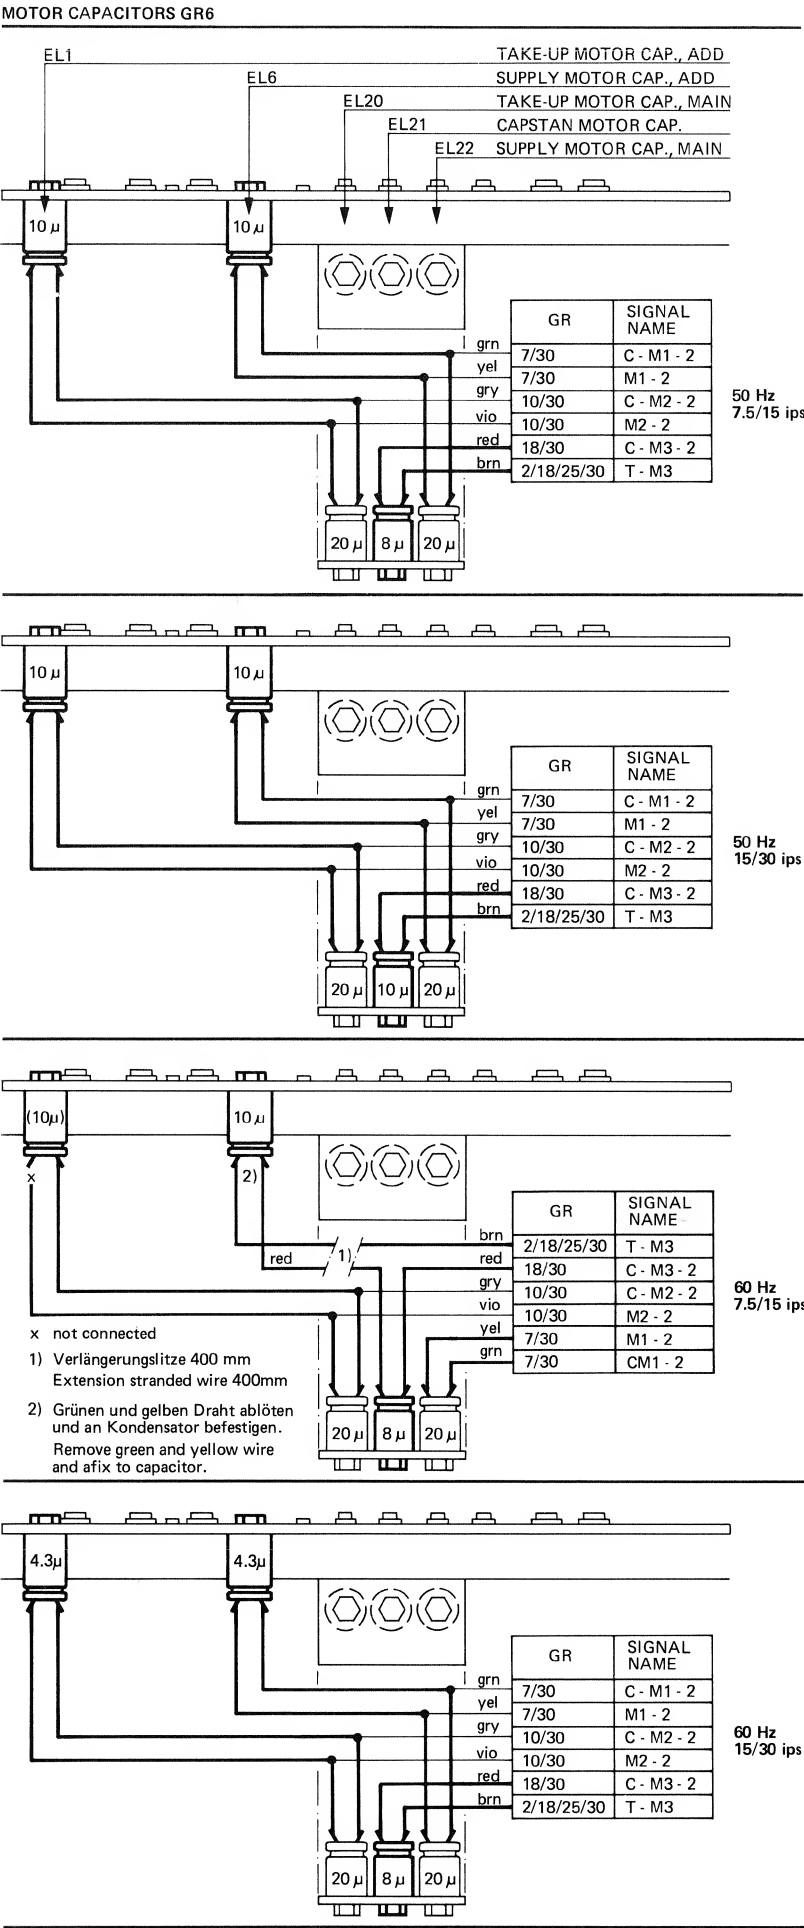 MOTOR CAPACITORS GR6
EL1 TAKE-UP MOTOR CAP., ADD
EL6 SUPPLY MOTOR CAP., ADD
EL20 TAKE-UP MOTOR CAP., MAIN
EL21 CAPSTAN MOTOR CAP.
EL22 SUPPLY MOTOR CAP., MAIN
10 µ 10 µ
GR SIGNAL NAME
grn 7/30 C - M1 - 2
yel 7/30 M1 - 2
gry 10/30 C - M2 - 2
vio 10/30 M2 - 2
red 18/30 C - M3 - 2
brn 2/18/25/30 T - M3
50 Hz
7.5/15 ips
20 µ 8 µ 20 µ
10 µ 10 µ
GR SIGNAL NAME
grn 7/30 C - M1 - 2
yel 7/30 M1 - 2
gry 10/30 C - M2 - 2
vio 10/30 M2 - 2
red 18/30 C - M3 - 2
brn 2/18/25/30 T - M3
50 Hz
15/30 ips
20 µ 10 µ 20 µ
(10µ) 10 µ
x 2)
GR SIGNAL NAME
brn 2/18/25/30 T - M3
red 1) red 18/30 C - M3 - 2
gry 10/30 C - M2 - 2
vio 10/30 M2 - 2
yel 7/30 M1 - 2
grn 7/30 CM1 - 2
60 Hz
7.5/15 ips
x not connected
1) Verlängerungslitze 400 mm
Extension stranded wire 400mm
2) Grünen und gelben Draht ablöten
und an Kondensator befestigen.
Remove green and yellow wire
and afix to capacitor.
20 µ 8 µ 20 µ
4.3µ 4.3µ
GR SIGNAL NAME
grn 7/30 C - M1 - 2
yel 7/30 M1 - 2
gry 10/30 C - M2 - 2
vio 10/30 M2 - 2
red 18/30 C - M3 - 2
brn 2/18/25/30 T - M3
60 Hz
15/30 ips
20 µ 8 µ 20 µ